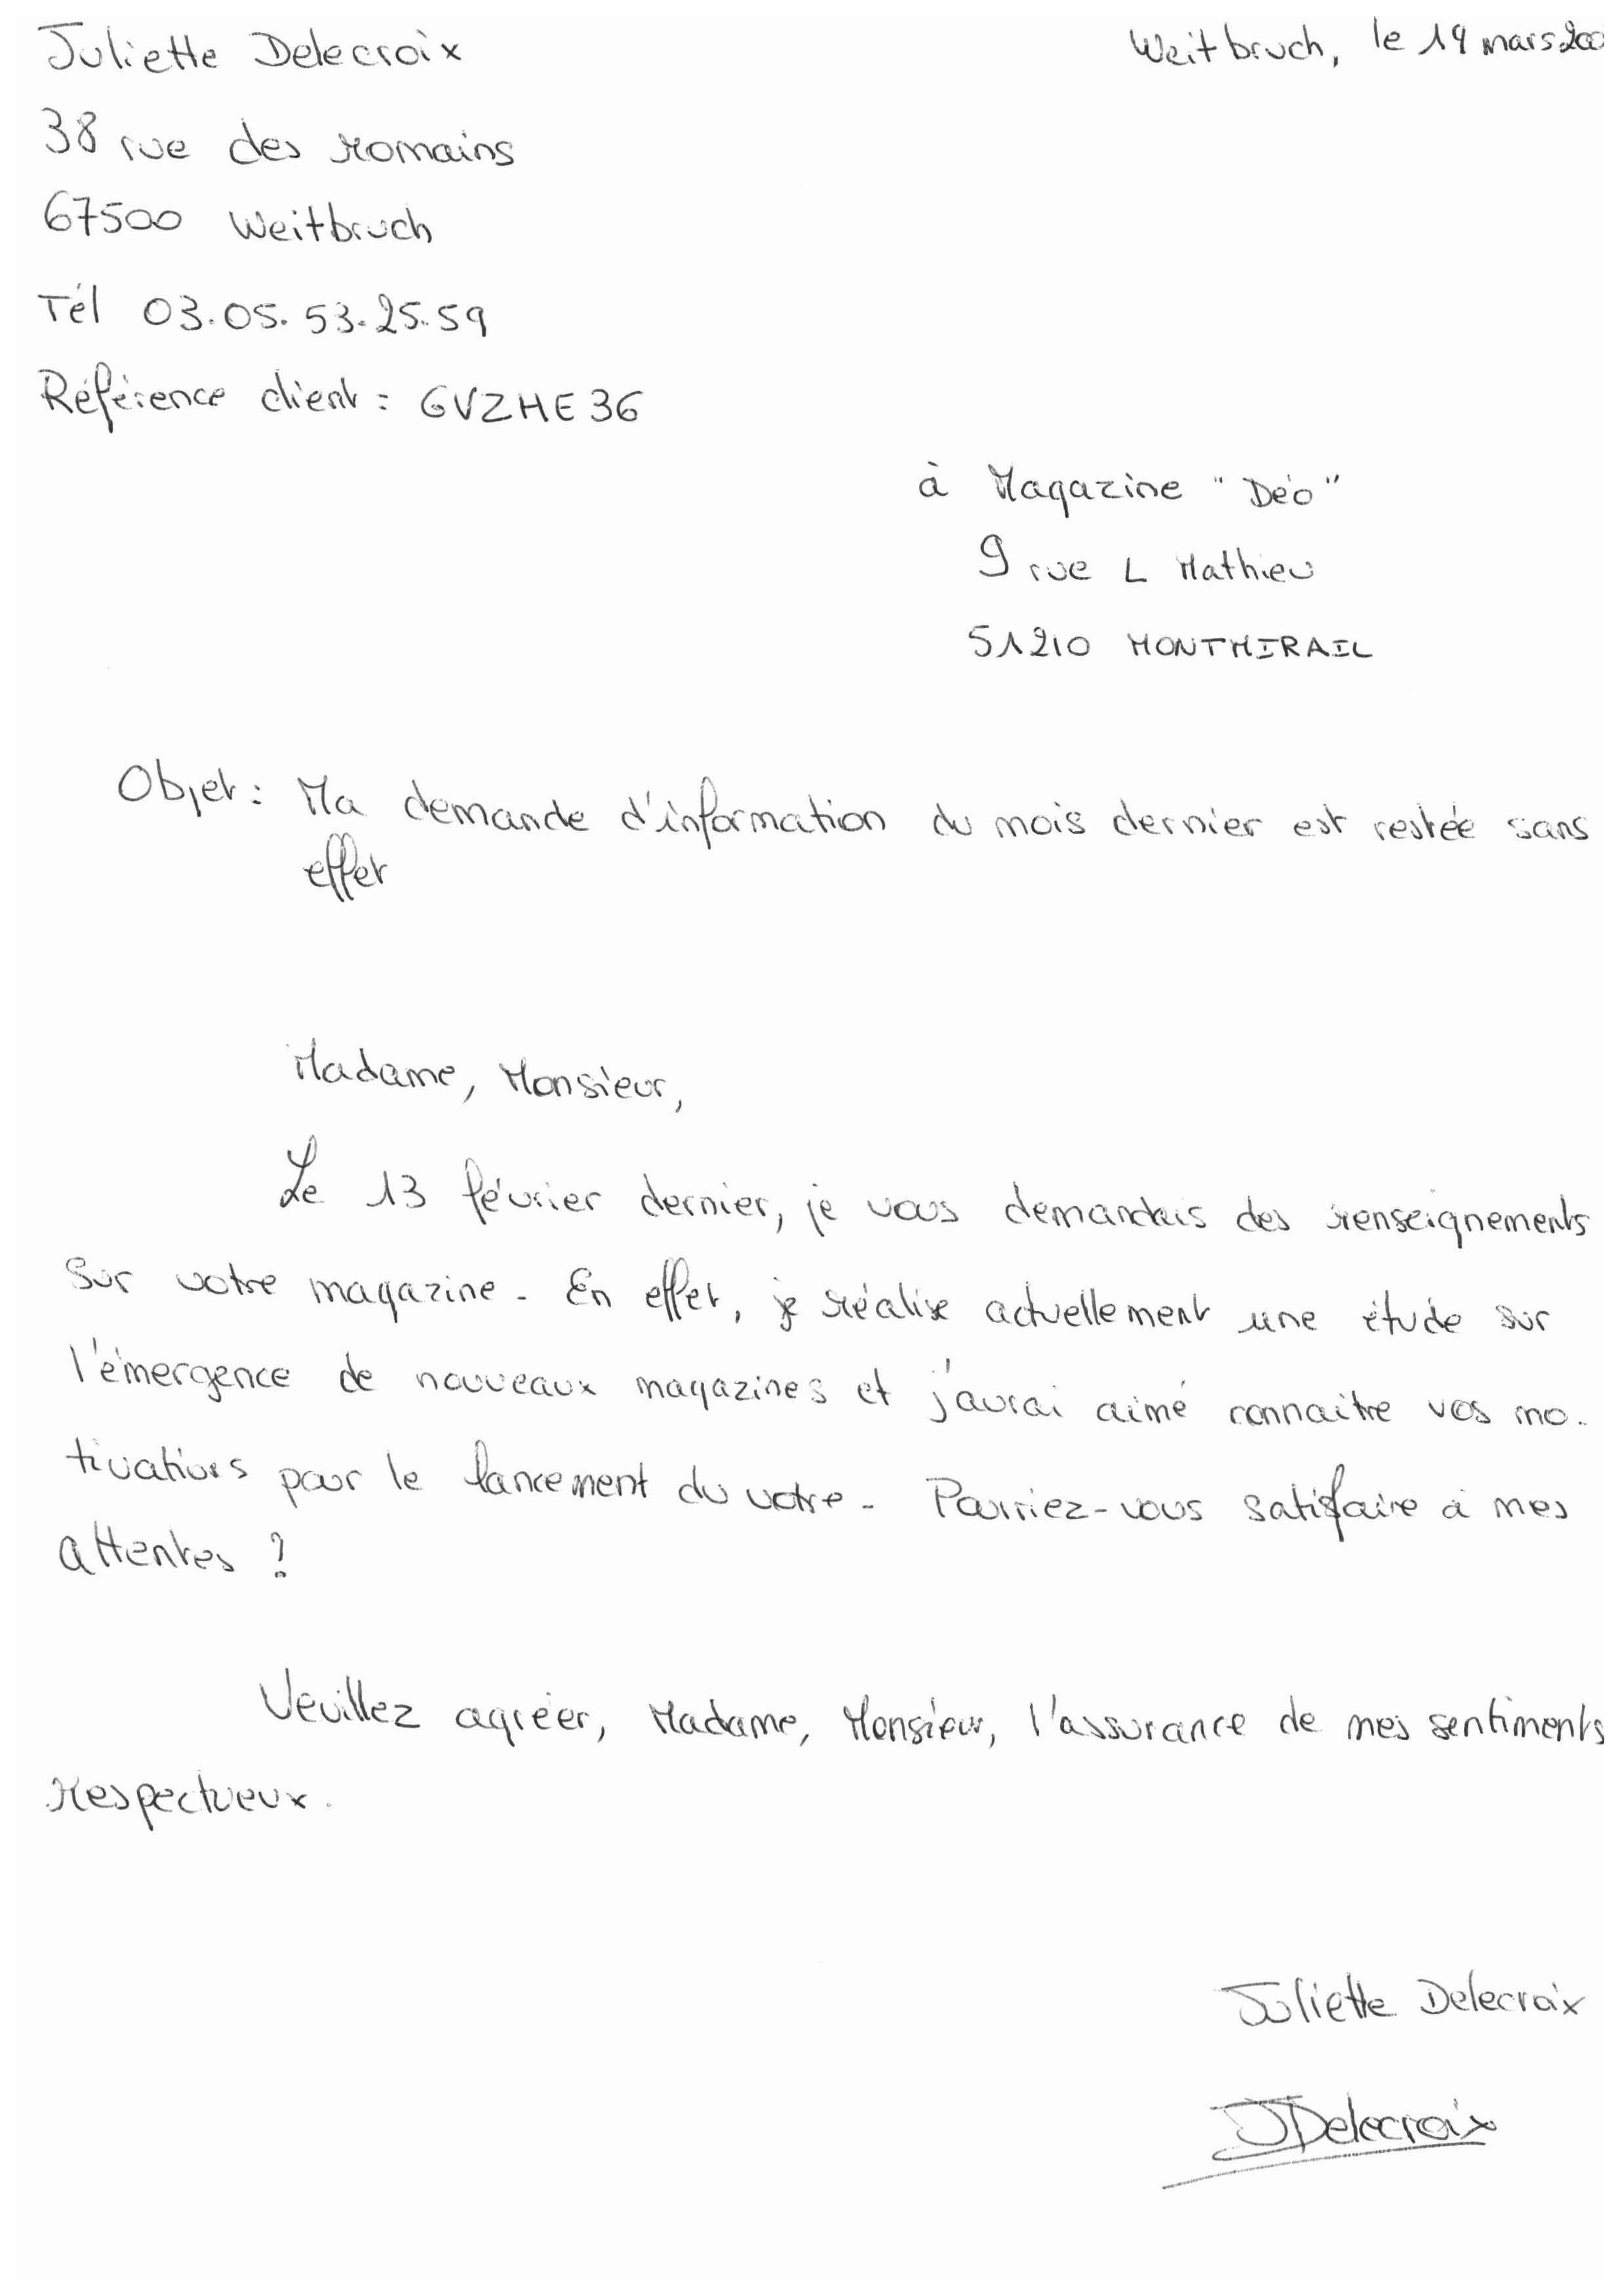 Juliette Delecroix
Weitbruch, le 19 mars 200
38 rue des romains
67500 Weitbruch
Tél 03.05.53.25.59
Référence client : GVZHE36
à Magazine "Déo"
9 rue L Mathieu
51210 MONTMIRAIL
Objet : Ma demande d'information du mois dernier est restée sans
effet
Madame, Monsieur,
Le 13 février dernier, je vous demandais des renseignements
sur votre magazine. En effet, je réalise actuellement une étude sur
l'émergence de nouveaux magazines et j'aurai aimé connaitre vos mo-
tivations pour le lancement du votre. Pourriez-vous satisfaire à mes
attentes ?
Veuillez agréer, Madame, Monsieur, l'assurance de mes sentiments
respectueux.
Juliette Delecroix
JDelecroix